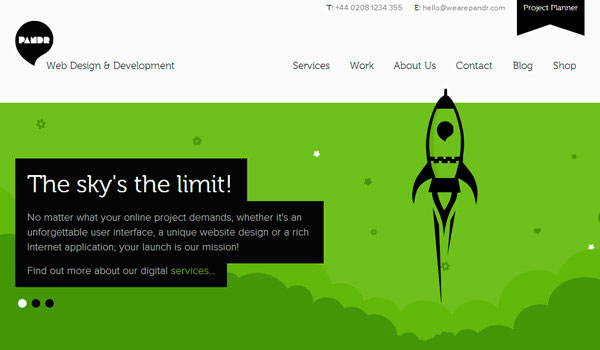 T: +44 0208 1234 355 E: hello@wearepandr.com
Project Planner
PANDR
Web Design & Development
Services Work About Us Contact Blog Shop
The sky's the limit!
No matter what your online project demands, whether it's an
unforgettable user interface, a unique website design or a rich
Internet application; your launch is our mission!
Find out more about our digital services...